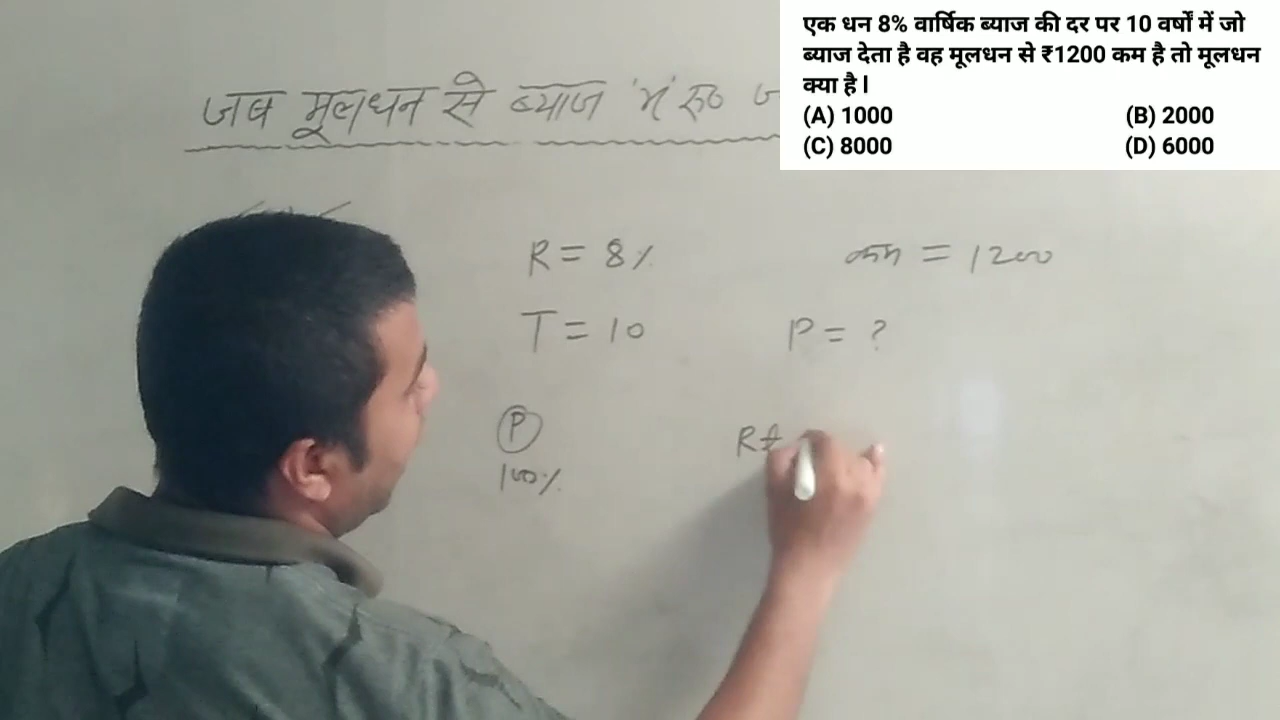 एक धन 8% वार्षिक ब्याज की दर पर 10 वर्षों में जो
ब्याज देता है वह मूलधन से ₹1200 कम है तो मूलधन
क्या है।
(A) 1000 (B) 2000
(C) 8000 (D) 6000
जब मूलधन से ब्याज में रू०
R = 8% कम = 1200
T = 10 P = ?
P
100%